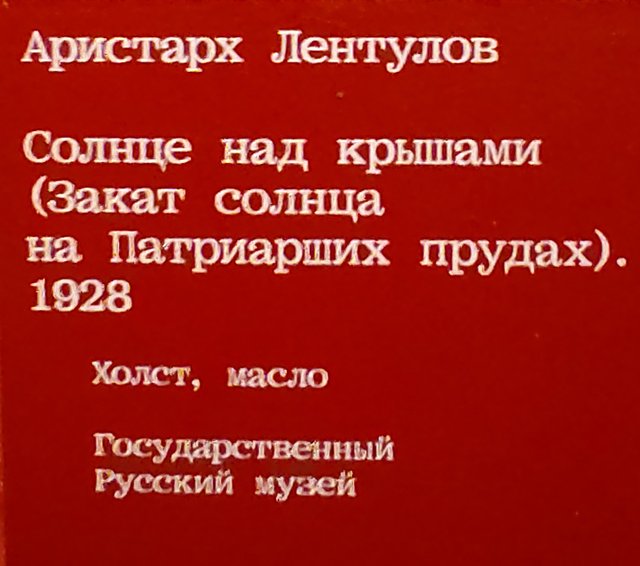 Аристарх Лентулов
Солнце над крышами
(Закат солнца
на Патриарших прудах).
1928
Холст, масло
Государственный
Русский музей